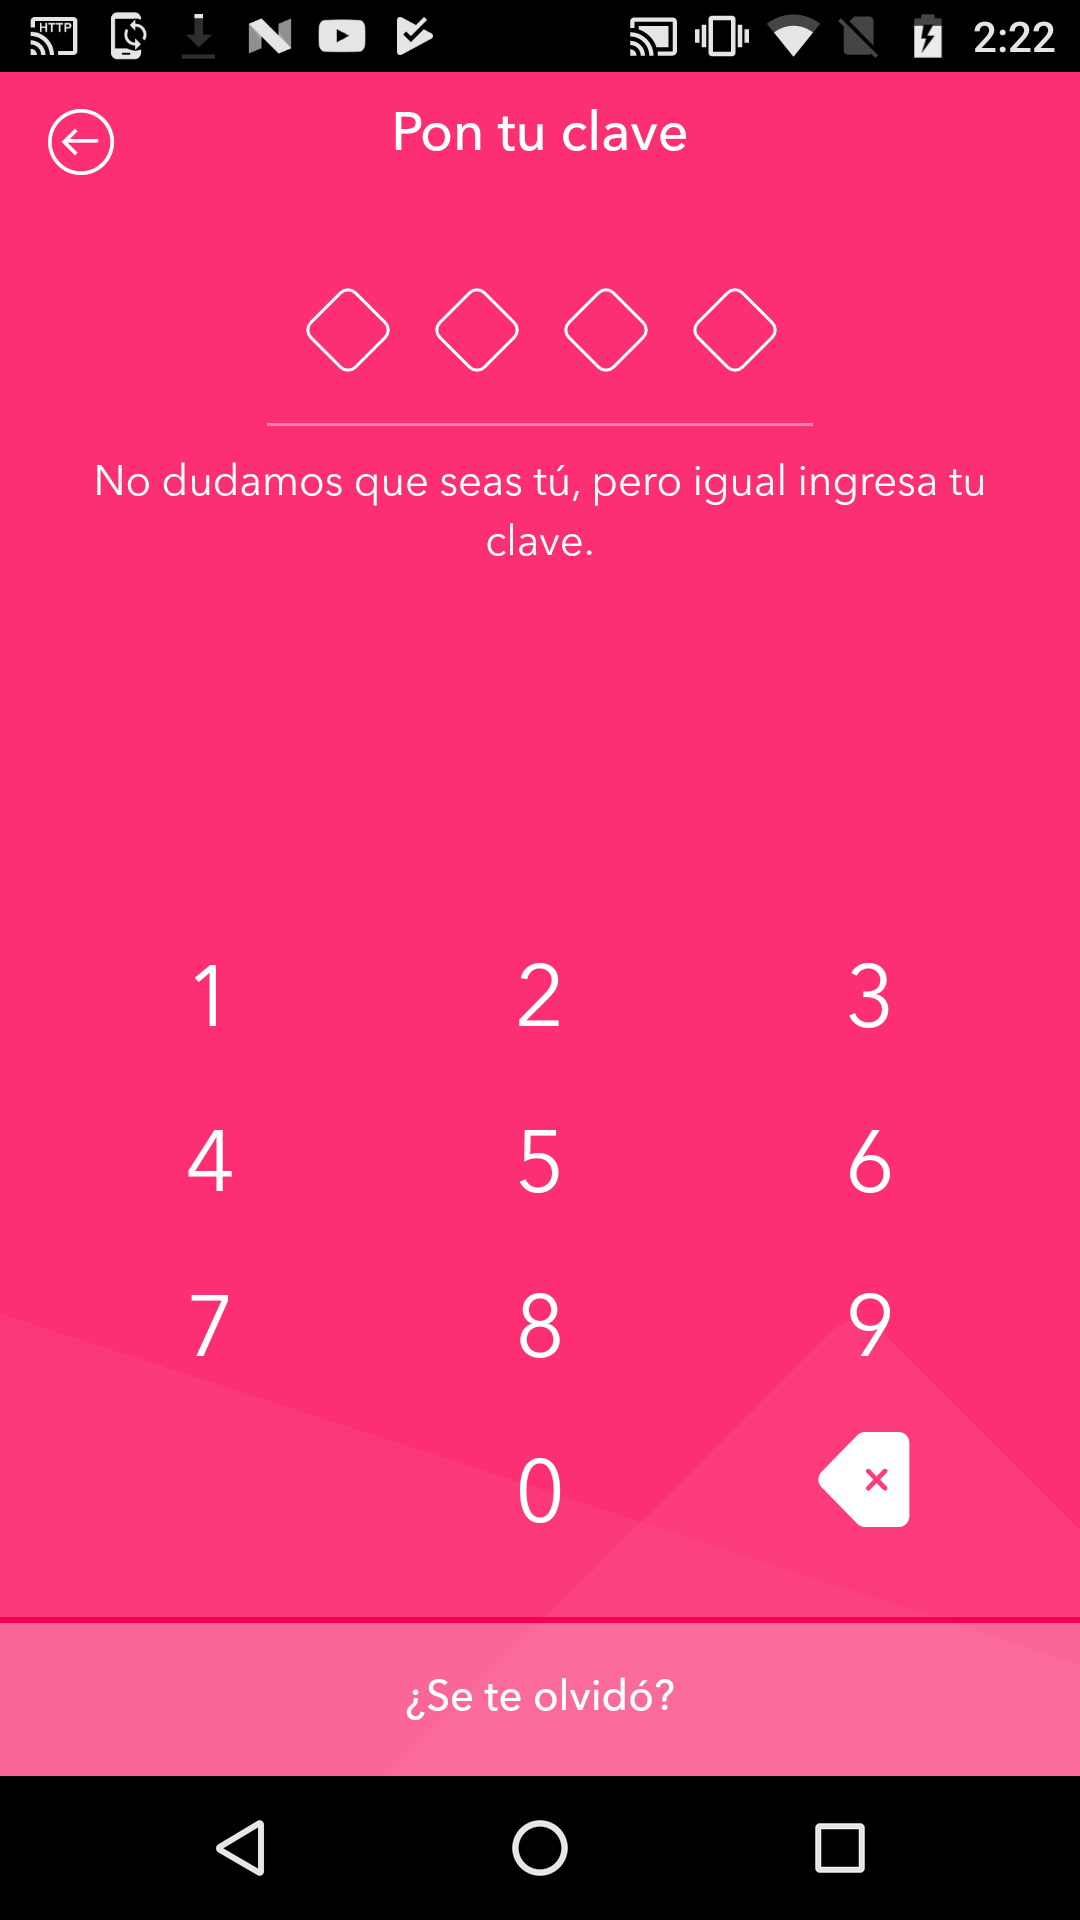 HTTP
2:22
Pon tu clave
No dudamos que seas tú, pero igual ingresa tu
clave.
1 2 3
4 5 6
7 8 9
0
¿Se te olvidó?